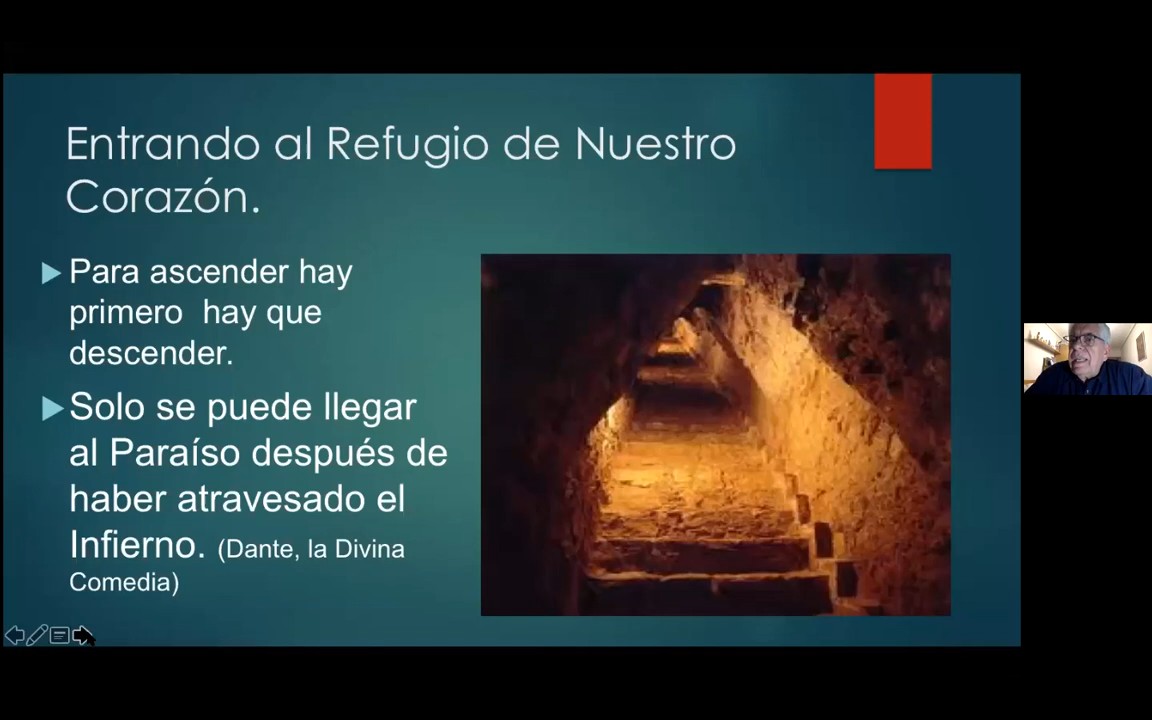 Entrando al Refugio de Nuestro
Corazón.
Para ascender hay
primero  hay que
descender.
Solo se puede llegar
al Paraíso después de
haber atravesado el
Infierno. (Dante, la Divina
Comedia)